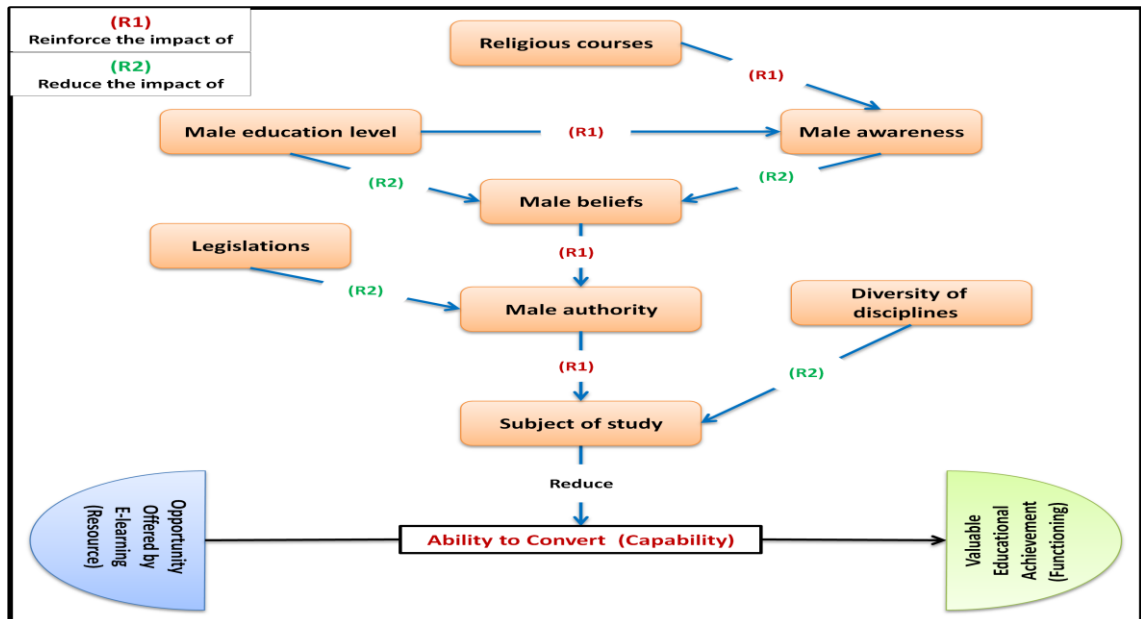 (R1)
Reinforce the impact of
(R2)
Reduce the impact of
Religious courses
(R1)
Male education level
(R1)
Male awareness
(R2)
(R2)
Male beliefs
Legislations
(R1)
(R2)
Male authority
Diversity of
disciplines
(R1)
(R2)
Subject of study
Reduce
Opportunity
Offered by
E-learning
(Resource)
Ability to Convert (Capability)
Valuable
Educational
Achievement
(Functioning)